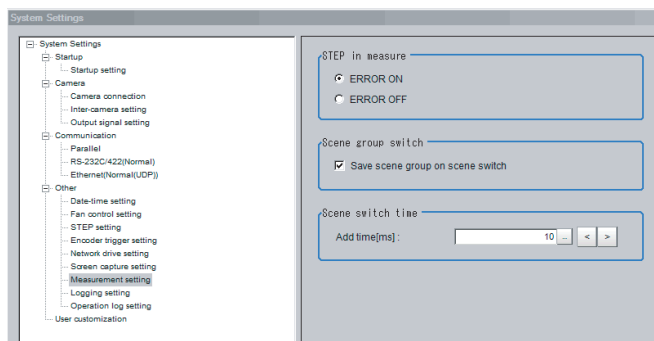 System Settings
System Settings
Startup
Startup setting
Camera
Camera connection
Inter-camera setting
Output signal setting
Communication
Parallel
RS-232C/422(Normal)
Ethernet(Normal(UDP))
Other
Date-time setting
Fan control setting
STEP setting
Encoder trigger setting
Network drive setting
Screen capture setting
Measurement setting
Logging setting
Operation log setting
User customization
STEP in measure
ERROR ON
ERROR OFF
Scene group switch
Save scene group on scene switch
Scene switch time
Add time[ms] : 10 .. < >